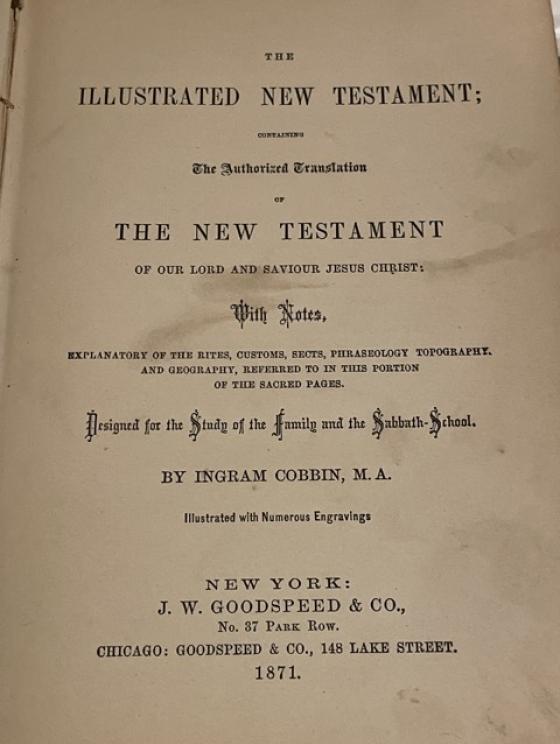 THE
ILLUSTRATED NEW TESTAMENT;
CONTAINING
The Authorized Translation
OF
THE NEW TESTAMENT
OF OUR LORD AND SAVIOUR JESUS CHRIST:
With Notes,
EXPLANATORY OF THE RITES, CUSTOMS, SECTS, PHRASEOLOGY TOPOGRAPHY.
AND GEOGRAPHY, REFERRED TO IN THIS PORTION
OF THE SACRED PAGES.
Designed for the Study of the Family and the Sabbath-School.
BY INGRAM COBBIN, M.A.
Illustrated with Numerous Engravings
NEW YORK:
J. W. GOODSPEED & CO.,
No. 37 PARK ROW.
CHICAGO: GOODSPEED & CO., 148 LAKE STREET.
1871.